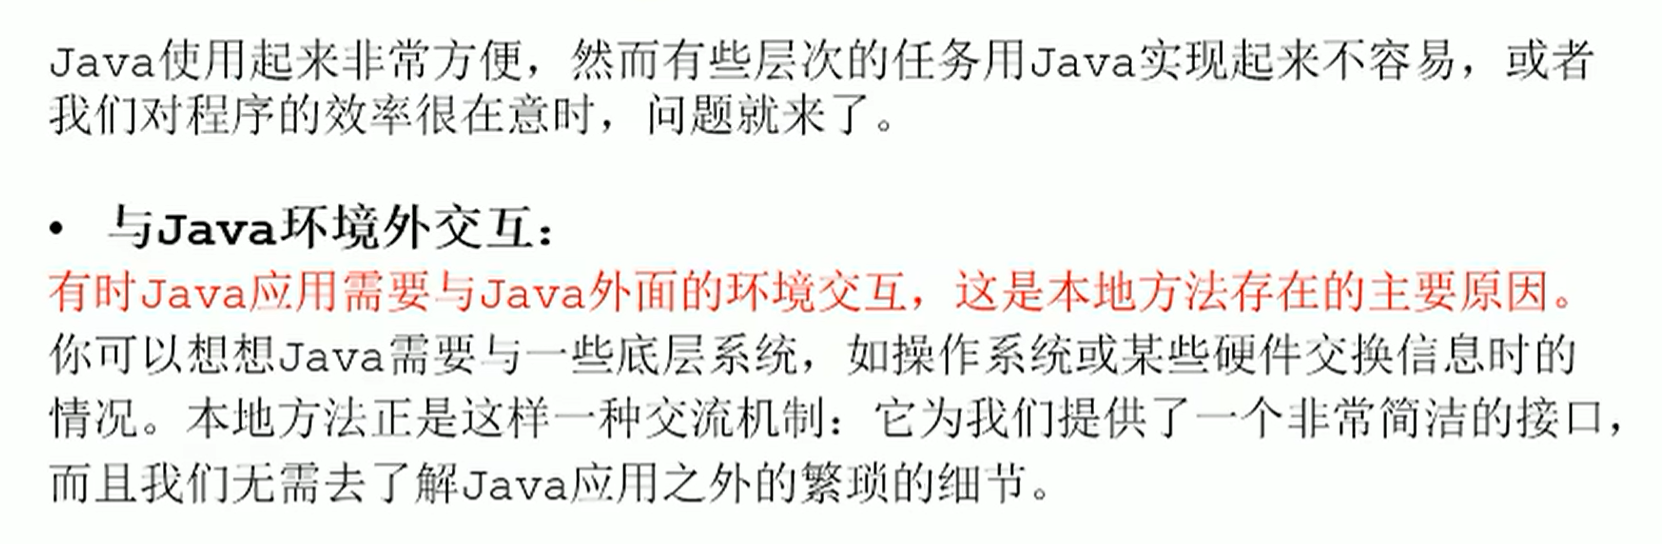 Java使用起来非常方便，然而有些层次的任务用Java实现起来不容易，或者
我们对程序的效率很在意时，问题就来了。
• 与Java环境外交互：
有时Java应用需要与Java外面的环境交互，这是本地方法存在的主要原因。
你可以想想Java需要与一些底层系统，如操作系统或某些硬件交换信息时的
情况。本地方法正是这样一种交流机制：它为我们提供了一个非常简洁的接口，
而且我们无需去了解Java应用之外的繁琐的细节。